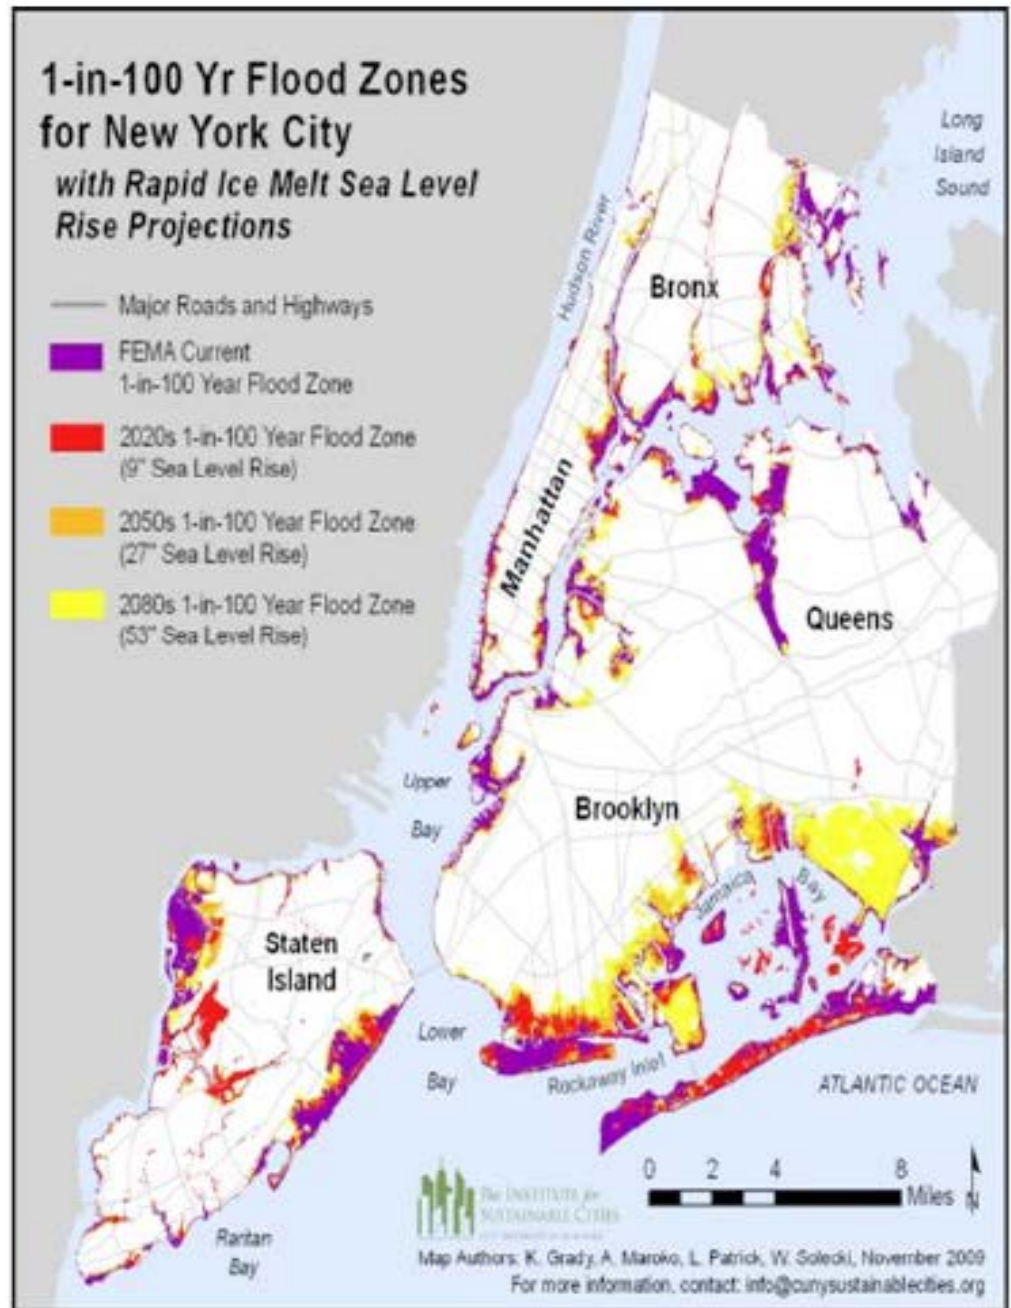 1-in-100 Yr Flood Zones
for New York City
with Rapid Ice Melt Sea Level
Rise Projections
Major Roads and Highways
FEMA Current
1-in-100 Year Flood Zone
2020s 1-in-100 Year Flood Zone
(9" Sea Level Rise)
2050s 1-in-100 Year Flood Zone
(27" Sea Level Rise)
2080s 1-in-100 Year Flood Zone
(53" Sea Level Rise)
Long
Island
Sound
Hudson River
Bronx
Manhattan
Queens
Upper
Bay
Brooklyn
Jamaica Bay
Staten
Island
Lower
Bay
Rockaway Inlet
ATLANTIC OCEAN
Raritan
Bay
0 2 4 8
Miles
N
The INSTITUTE for
SUSTAINABLE CITIES
Map Authors: K. Grady, A. Maroko, L. Patrick, W. Solecki, November 2009
For more information, contact: info@cunysustainablecities.org